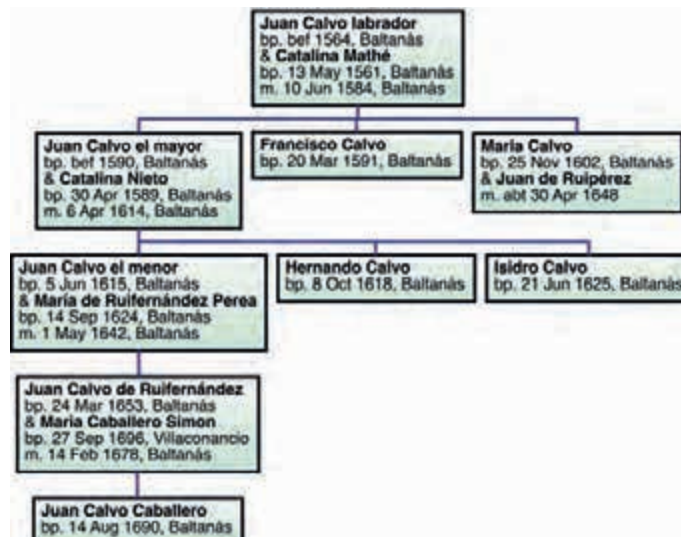 Juan Calvo labrador
bp. bef 1564, Baltanás
& Catalina Mathé
bp. 13 May 1561, Baltanás
m. 10 Jun 1584, Baltanás
Juan Calvo el mayor
bp. bef 1590, Baltanás
& Catalina Nieto
bp. 30 Apr 1589, Baltanás
m. 6 Apr 1614, Baltanás
Francisco Calvo
bp. 20 Mar 1591, Baltanás
María Calvo
bp. 25 Nov 1602, Baltanás
& Juan de Ruipérez
m. abt 30 Apr 1648
Juan Calvo el menor
bp. 5 Jun 1615, Baltanás
& María de Ruifernández Perea
bp. 14 Sep 1624, Baltanás
m. 1 May 1642, Baltanás
Hernando Calvo
bp. 8 Oct 1618, Baltanás
Isidro Calvo
bp. 21 Jun 1625, Baltanás
Juan Calvo de Ruifernández
bp. 24 Mar 1653, Baltanás
& María Caballero Simon
bp. 27 Sep 1696, Villaconancio
m. 14 Feb 1678, Baltanás
Juan Calvo Caballero
bp. 14 Aug 1690, Baltanás